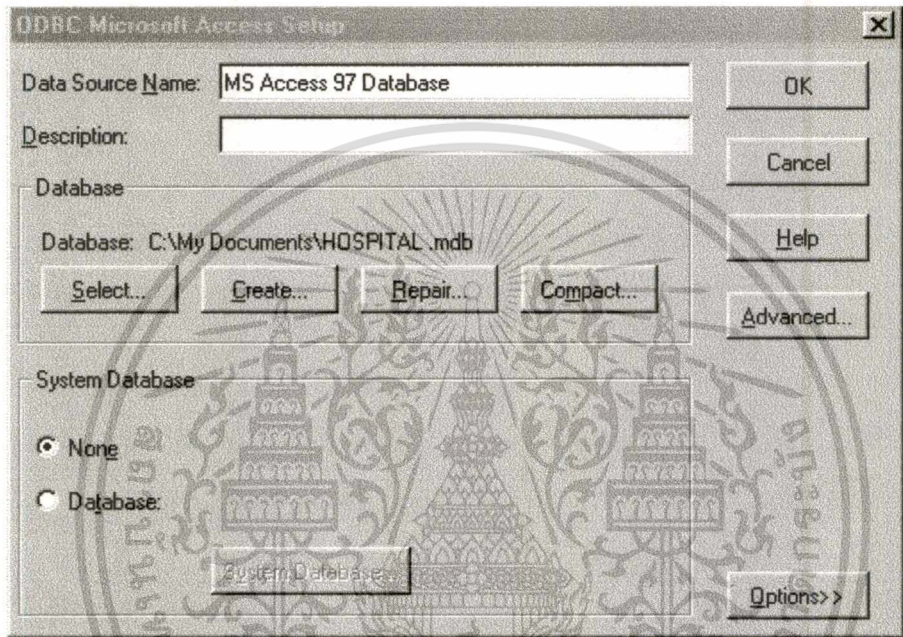 ODBC Microsoft Access Setup
Data Source Name: MS Access 97 Database
OK
Description:
Cancel
Database
Database: C:\My Documents\HOSPITAL .mdb
Help
Select... Create... Repair... Compact...
Advanced...
System Database
None
Database:
System Database...
Options>>